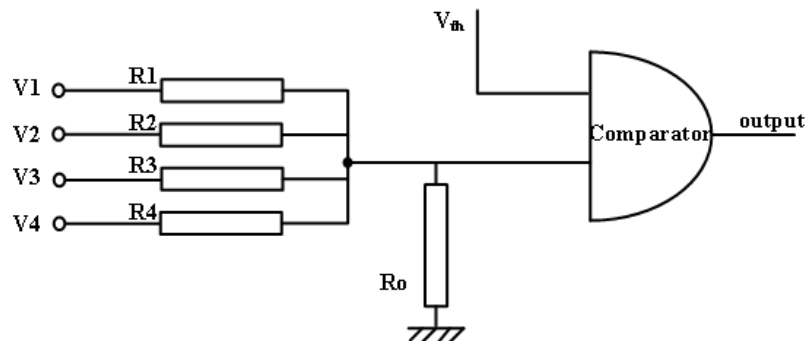 V1
R1
V2
R2
V3
R3
V4
R4
Vth
Comparator
output
Ro